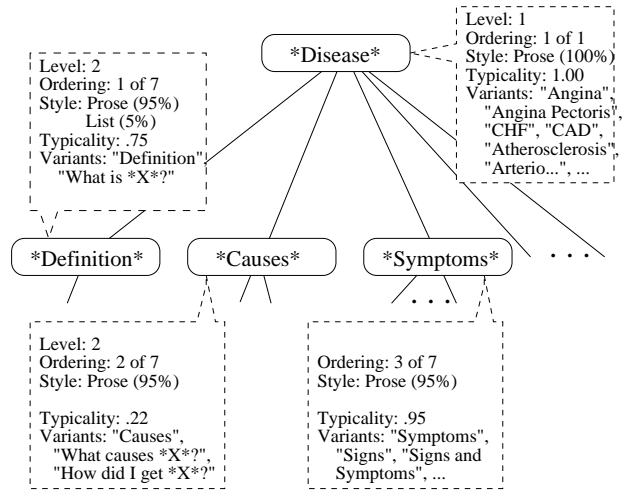 *Disease*
Level: 1
Ordering: 1 of 1
Style: Prose (100%)
Typicality: 1.00
Variants: "Angina",
"Angina Pectoris",
"CHF", "CAD",
"Atherosclerosis",
"Arterio...", ...
Level: 2
Ordering: 1 of 7
Style: Prose (95%)
List (5%)
Typicality: .75
Variants: "Definition",
"What is *X*?"
*Definition*
*Causes*
*Symptoms*
. . .
. . .
Level: 2
Ordering: 2 of 7
Style: Prose (95%)
Typicality: .22
Variants: "Causes",
"What causes *X*?",
"How did I get *X*?"
Ordering: 3 of 7
Style: Prose (95%)
Typicality: .95
Variants: "Symptoms",
"Signs", "Signs and
Symptoms", ...